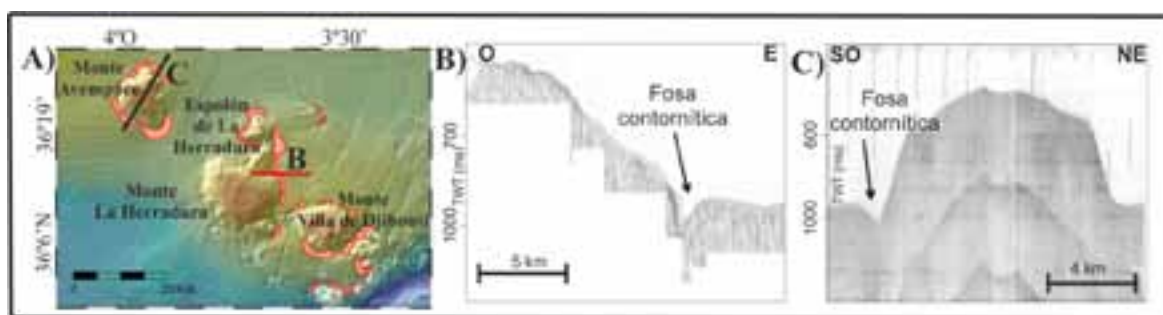 A)
4°O
3°30'
36°19'
36°6'N
Monte
Avempace
C
Espolón
de La
Herradura
B
Monte
La Herradura
Monte
Villa de Djibouti
B)
O
E
Fosa
contornítica
700
TWT (ms)
1000
5 km
C)
SO
NE
Fosa
contornítica
600
TWT (ms)
1000
4 km